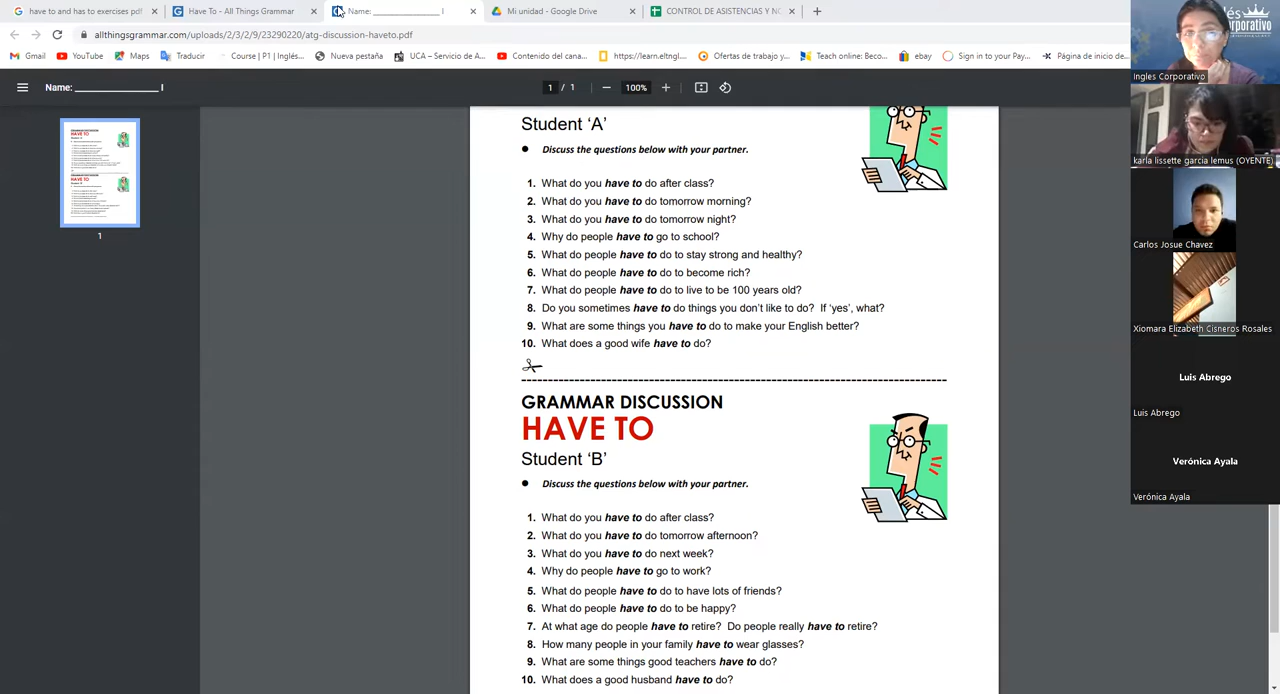 have to and has to exercises pd!
Have To - All Things Grammar
Name: ____________________ I
Mi unidad - Google Drive
CONTROL DE ASISTENCIAS Y NO
allthingsgrammar.com/uploads/2/3/2/9/23290220/atg-discussion-haveto.pdf
Gmail
YouTube
Maps
Traducir
Course | P1 | Inglés...
Nueva pestaña
UCA – Servicio de A...
Contenido del cana...
https://learn.eltngl...
Ofertas de trabajo y...
Teach online: Beco...
ebay
Sign in to your Pay...
Página de inicio de
Name: ________________ I
1 / 1
100%
1
Student ‘A’
Discuss the questions below with your partner.
1. What do you have to do after class?
2. What do you have to do tomorrow morning?
3. What do you have to do tomorrow night?
4. Why do people have to go to school?
5. What do people have to do to stay strong and healthy?
6. What do people have to do to become rich?
7. What do people have to do to live to be 100 years old?
8. Do you sometimes have to do things you don’t like to do? If ‘yes’, what?
9. What are some things you have to do to make your English better?
10. What does a good wife have to do?
GRAMMAR DISCUSSION
HAVE TO
Student ‘B’
Discuss the questions below with your partner.
1. What do you have to do after class?
2. What do you have to do tomorrow afternoon?
3. What do you have to do next week?
4. Why do people have to go to work?
5. What do people have to do to have lots of friends?
6. What do people have to do to be happy?
7. At what age do people have to retire? Do people really have to retire?
8. How many people in your family have to wear glasses?
9. What are some things good teachers have to do?
10. What does a good husband have to do?
Ingles Corporativo
karla lissette garcia lemus (OYENTE)
Carlos Josue Chavez
Xiomara Elizabeth Cisneros Rosales
Luis Abrego
Luis Abrego
Verónica Ayala
Verónica Ayala